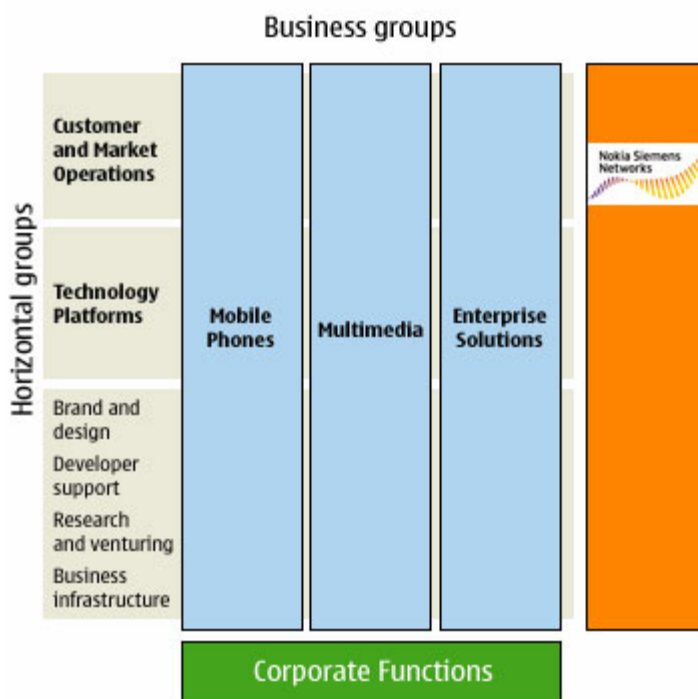 Business groups
Horizontal groups
Customer
and Market
Operations
Technology
Platforms
Brand and
design
Developer
support
Research
and venturing
Business
infrastructure
Mobile
Phones
Multimedia
Enterprise
Solutions
Nokia Siemens
Networks
Corporate Functions